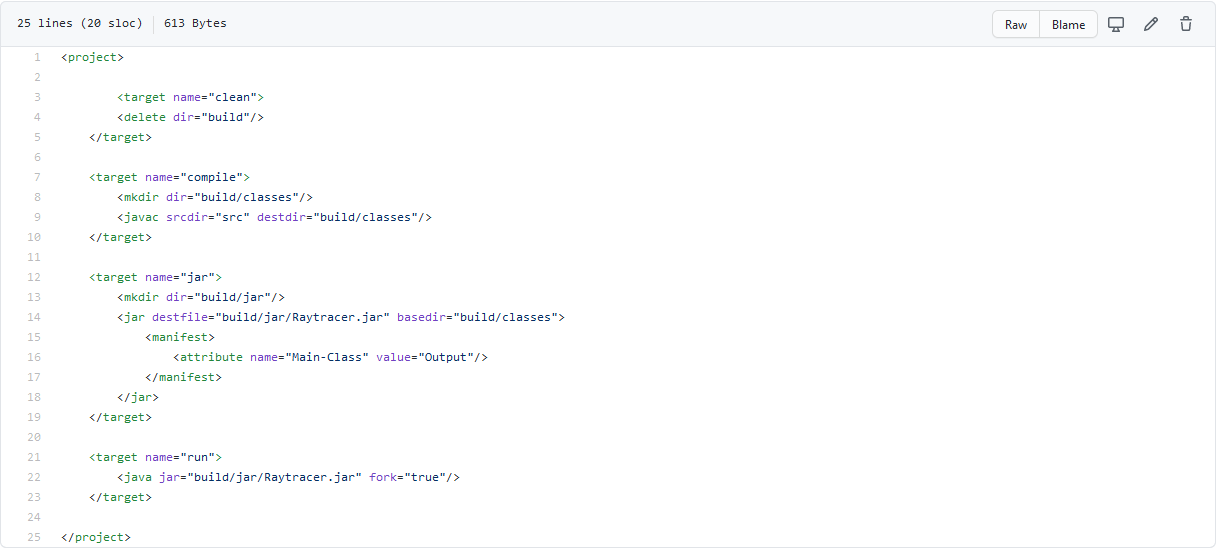 25 lines (20 sloc) 613 Bytes Raw Blame
1 <project>
2
3 <target name="clean">
4 <delete dir="build"/>
5 </target>
6
7 <target name="compile">
8 <mkdir dir="build/classes"/>
9 <javac srcdir="src" destdir="build/classes"/>
10 </target>
11
12 <target name="jar">
13 <mkdir dir="build/jar"/>
14 <jar destfile="build/jar/Raytracer.jar" basedir="build/classes">
15 <manifest>
16 <attribute name="Main-Class" value="Output"/>
17 </manifest>
18 </jar>
19 </target>
20
21 <target name="run">
22 <java jar="build/jar/Raytracer.jar" fork="true"/>
23 </target>
24
25 </project>